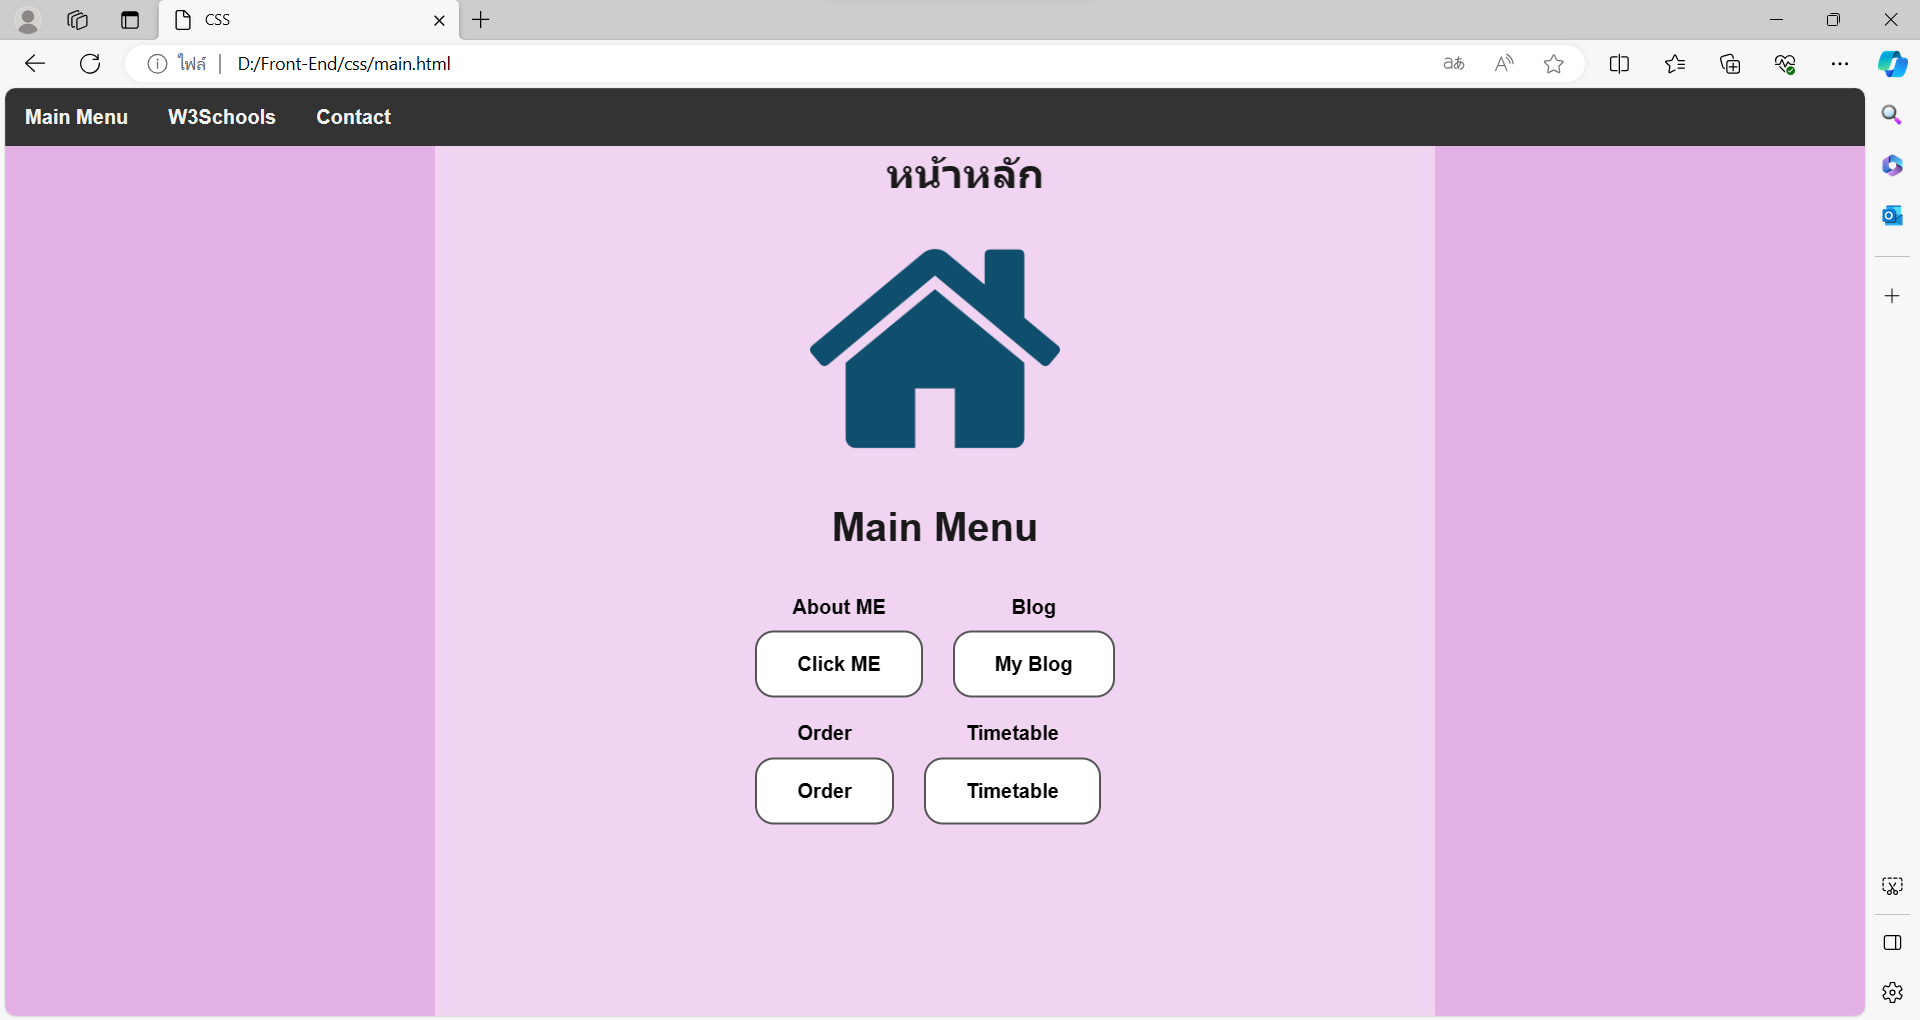 CSS
ไฟล์ D:/Front-End/css/main.html
Main Menu W3Schools Contact
หน้าหลัก
Main Menu
About ME Blog
Click ME My Blog
Order Timetable
Order Timetable